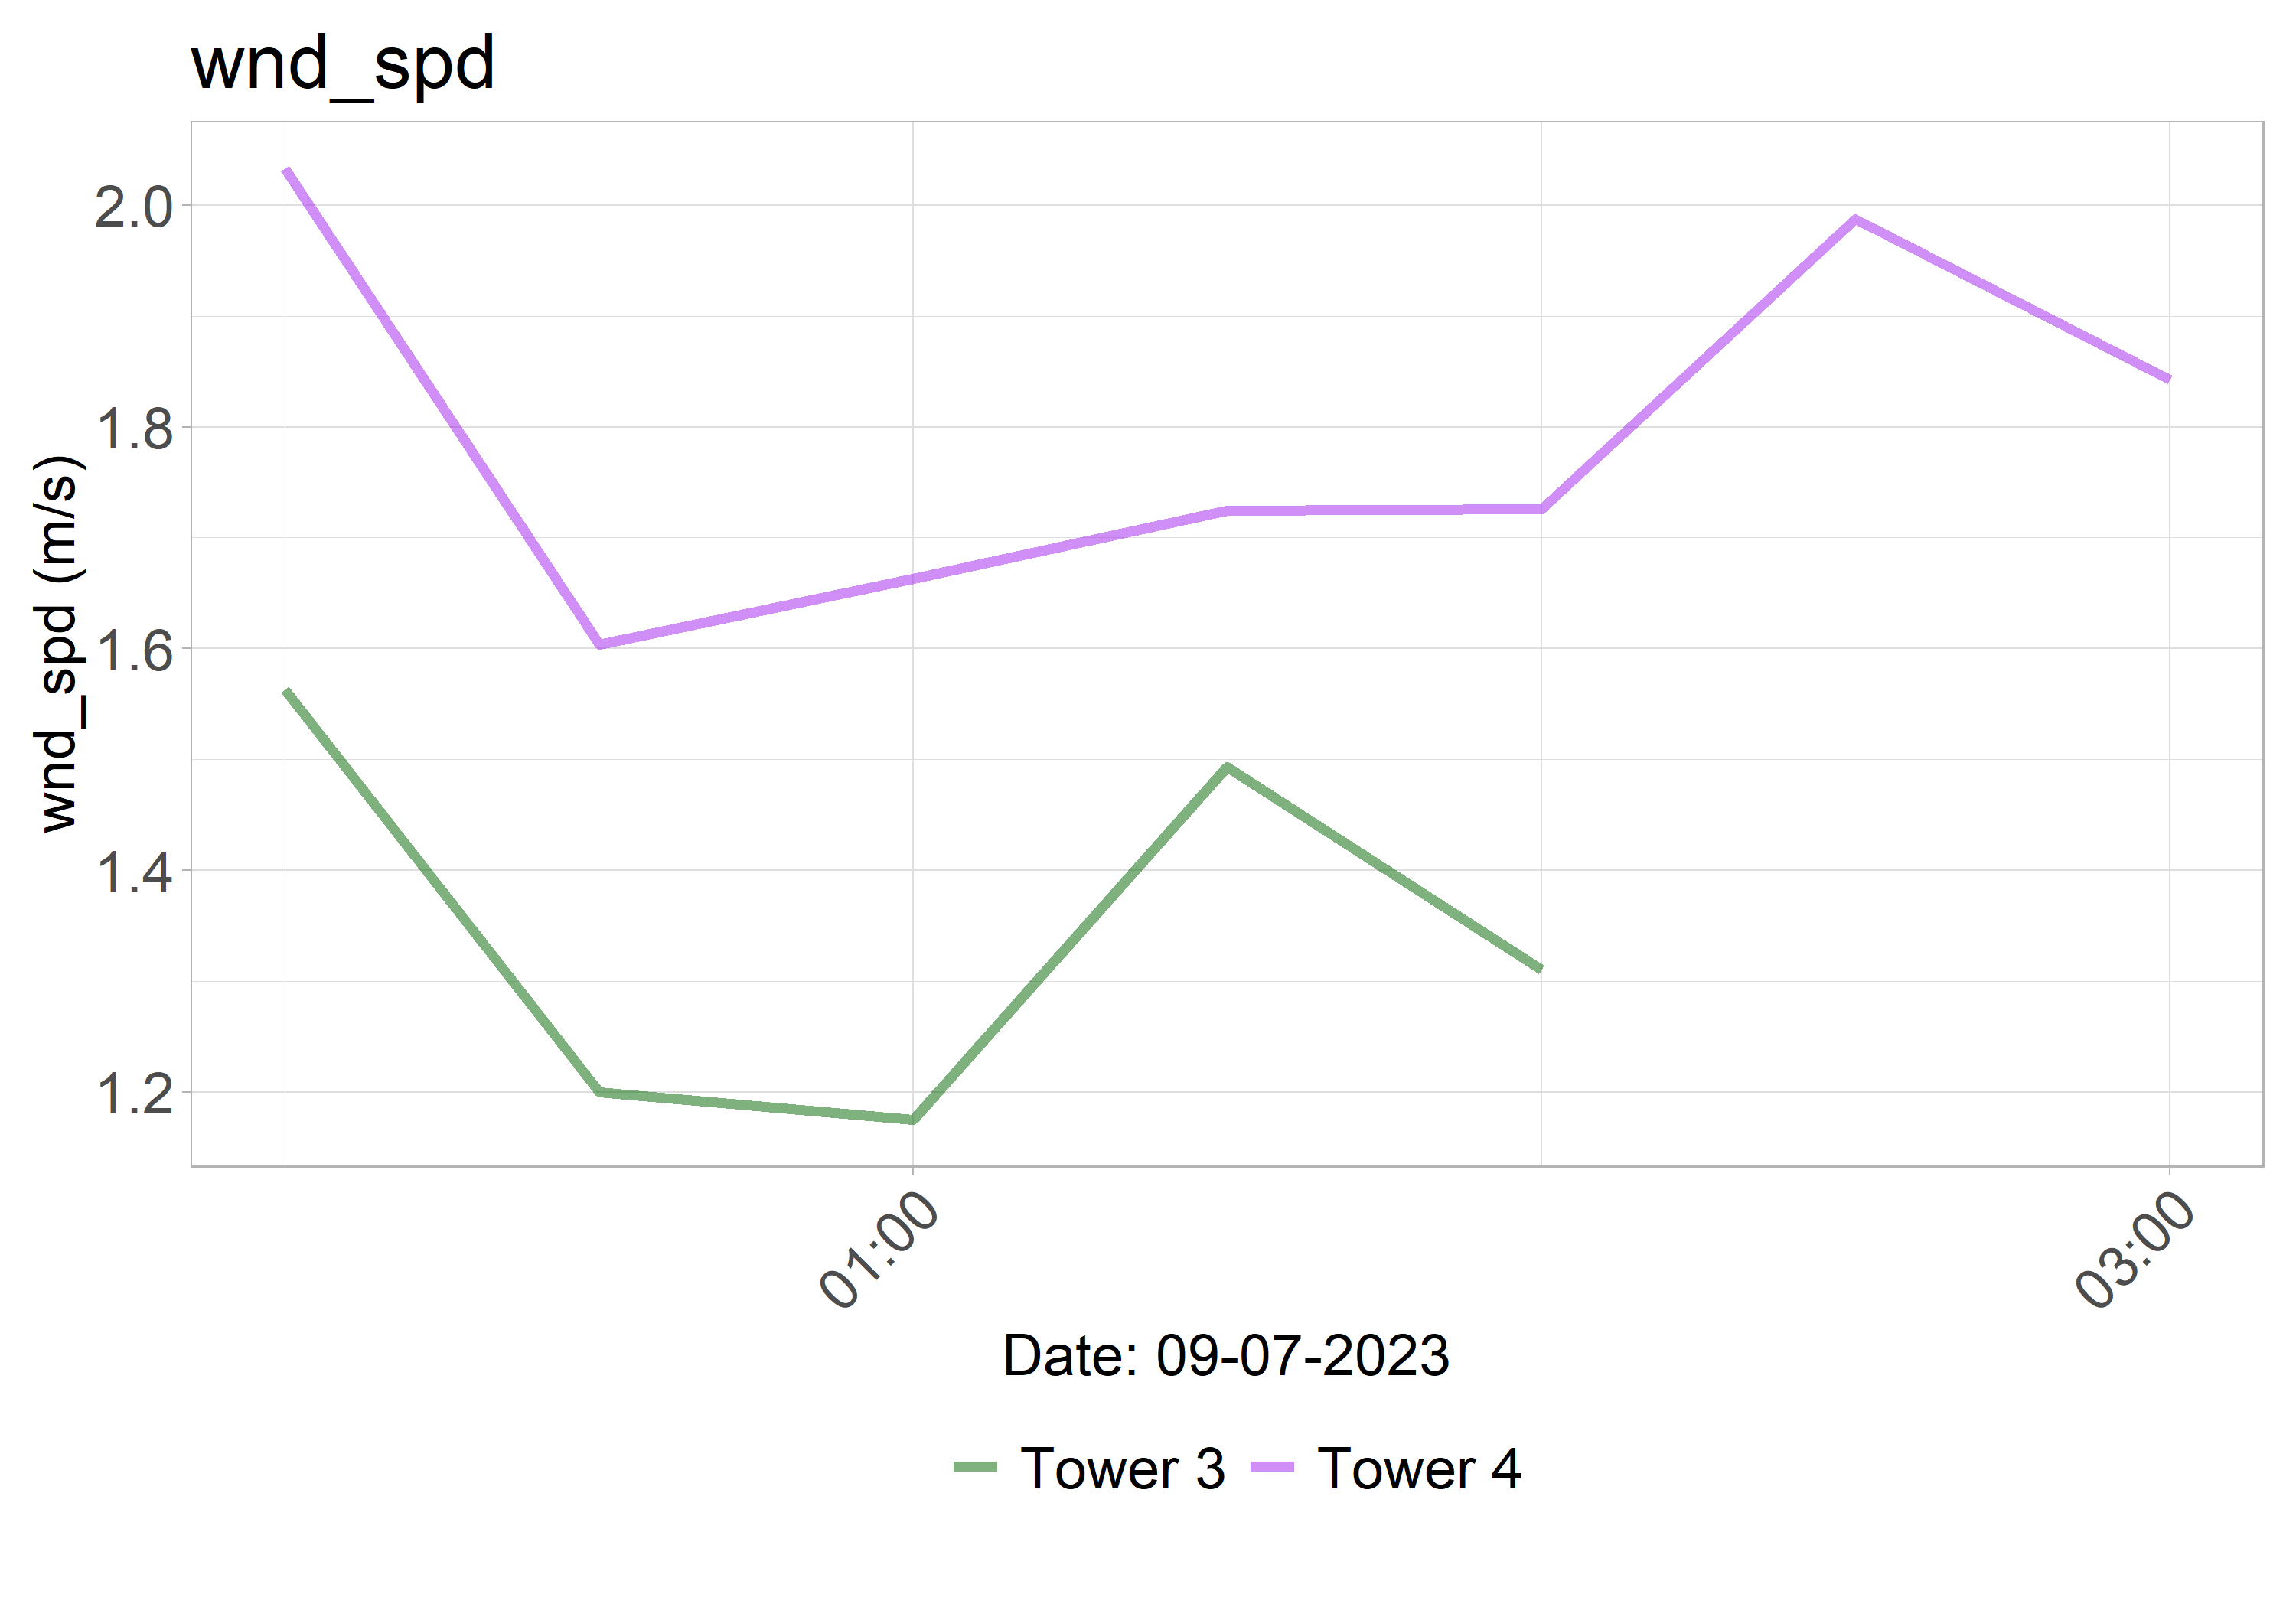 wnd_spd
wnd_spd (m/s)
2.0
1.8
1.6
1.4
1.2
01:00
03:00
Date: 09-07-2023
Tower 3
Tower 4